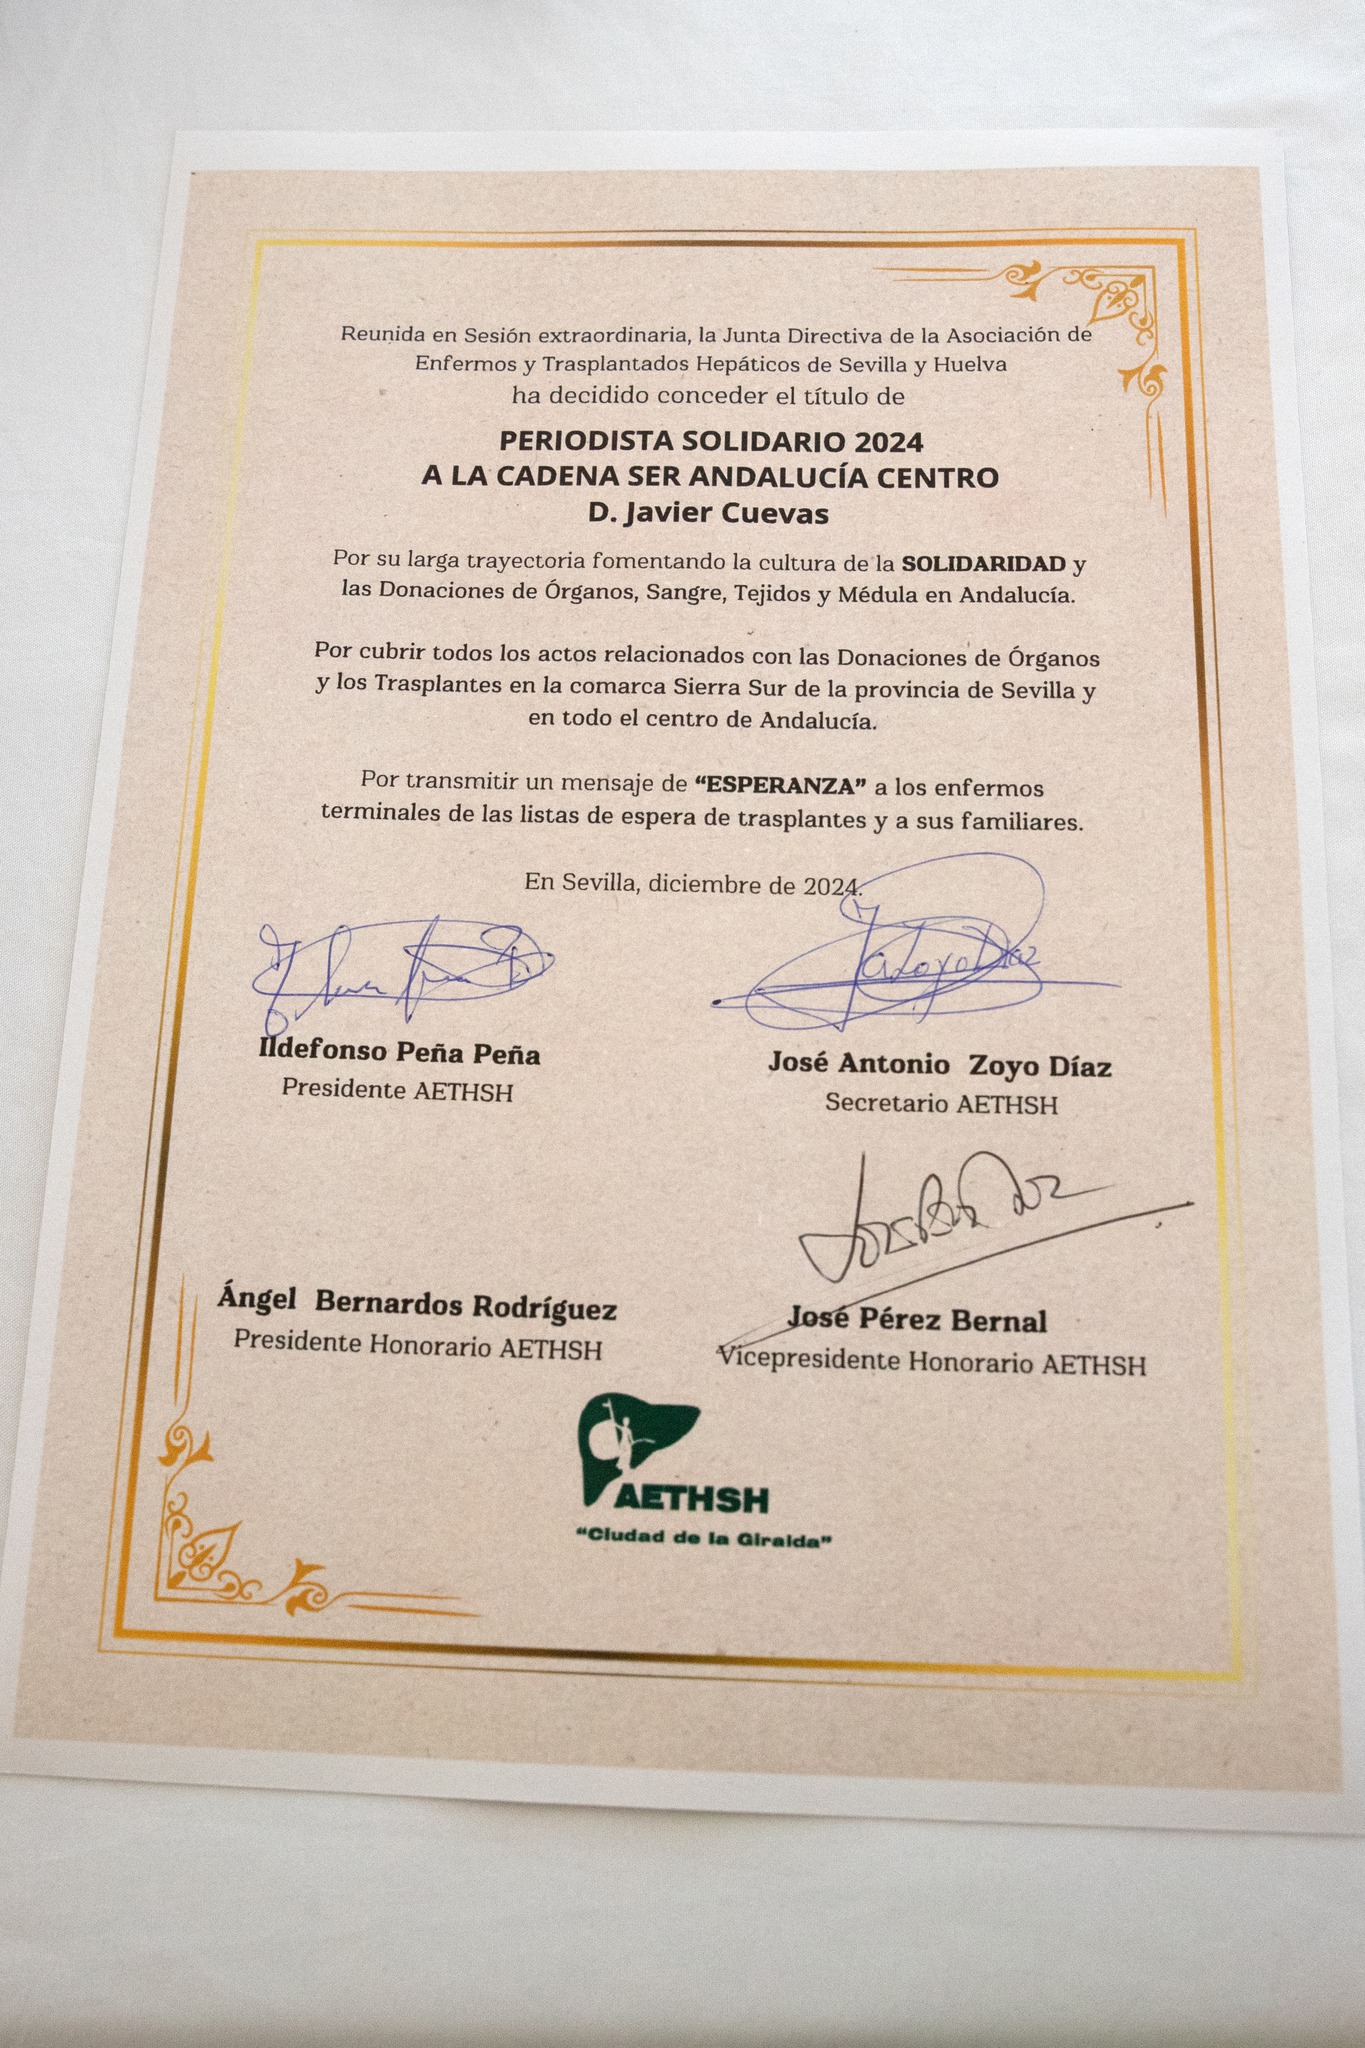 Reunida en Sesión extraordinaria, la Junta Directiva de la Asociación de
Enfermos y Trasplantados Hepáticos de Sevilla y Huelva
ha decidido conceder el título de
PERIODISTA SOLIDARIO 2024
A LA CADENA SER ANDALUCÍA CENTRO
D. Javier Cuevas
Por su larga trayectoria fomentando la cultura de la SOLIDARIDAD y
las Donaciones de Órganos, Sangre, Tejidos y Médula en Andalucía.
Por cubrir todos los actos relacionados con las Donaciones de Órganos
y los Trasplantes en la comarca Sierra Sur de la provincia de Sevilla y
en todo el centro de Andalucía.
Por transmitir un mensaje de “ESPERANZA” a los enfermos
terminales de las listas de espera de trasplantes y a sus familiares.
En Sevilla, diciembre de 2024.
Ildefonso Peña Peña
Presidente AETHSH
José Antonio Zoyo Díaz
Secretario AETHSH
Ángel Bernardos Rodríguez
Presidente Honorario AETHSH
José Pérez Bernal
Vicepresidente Honorario AETHSH
AETHSH
“Ciudad de la Giralda”